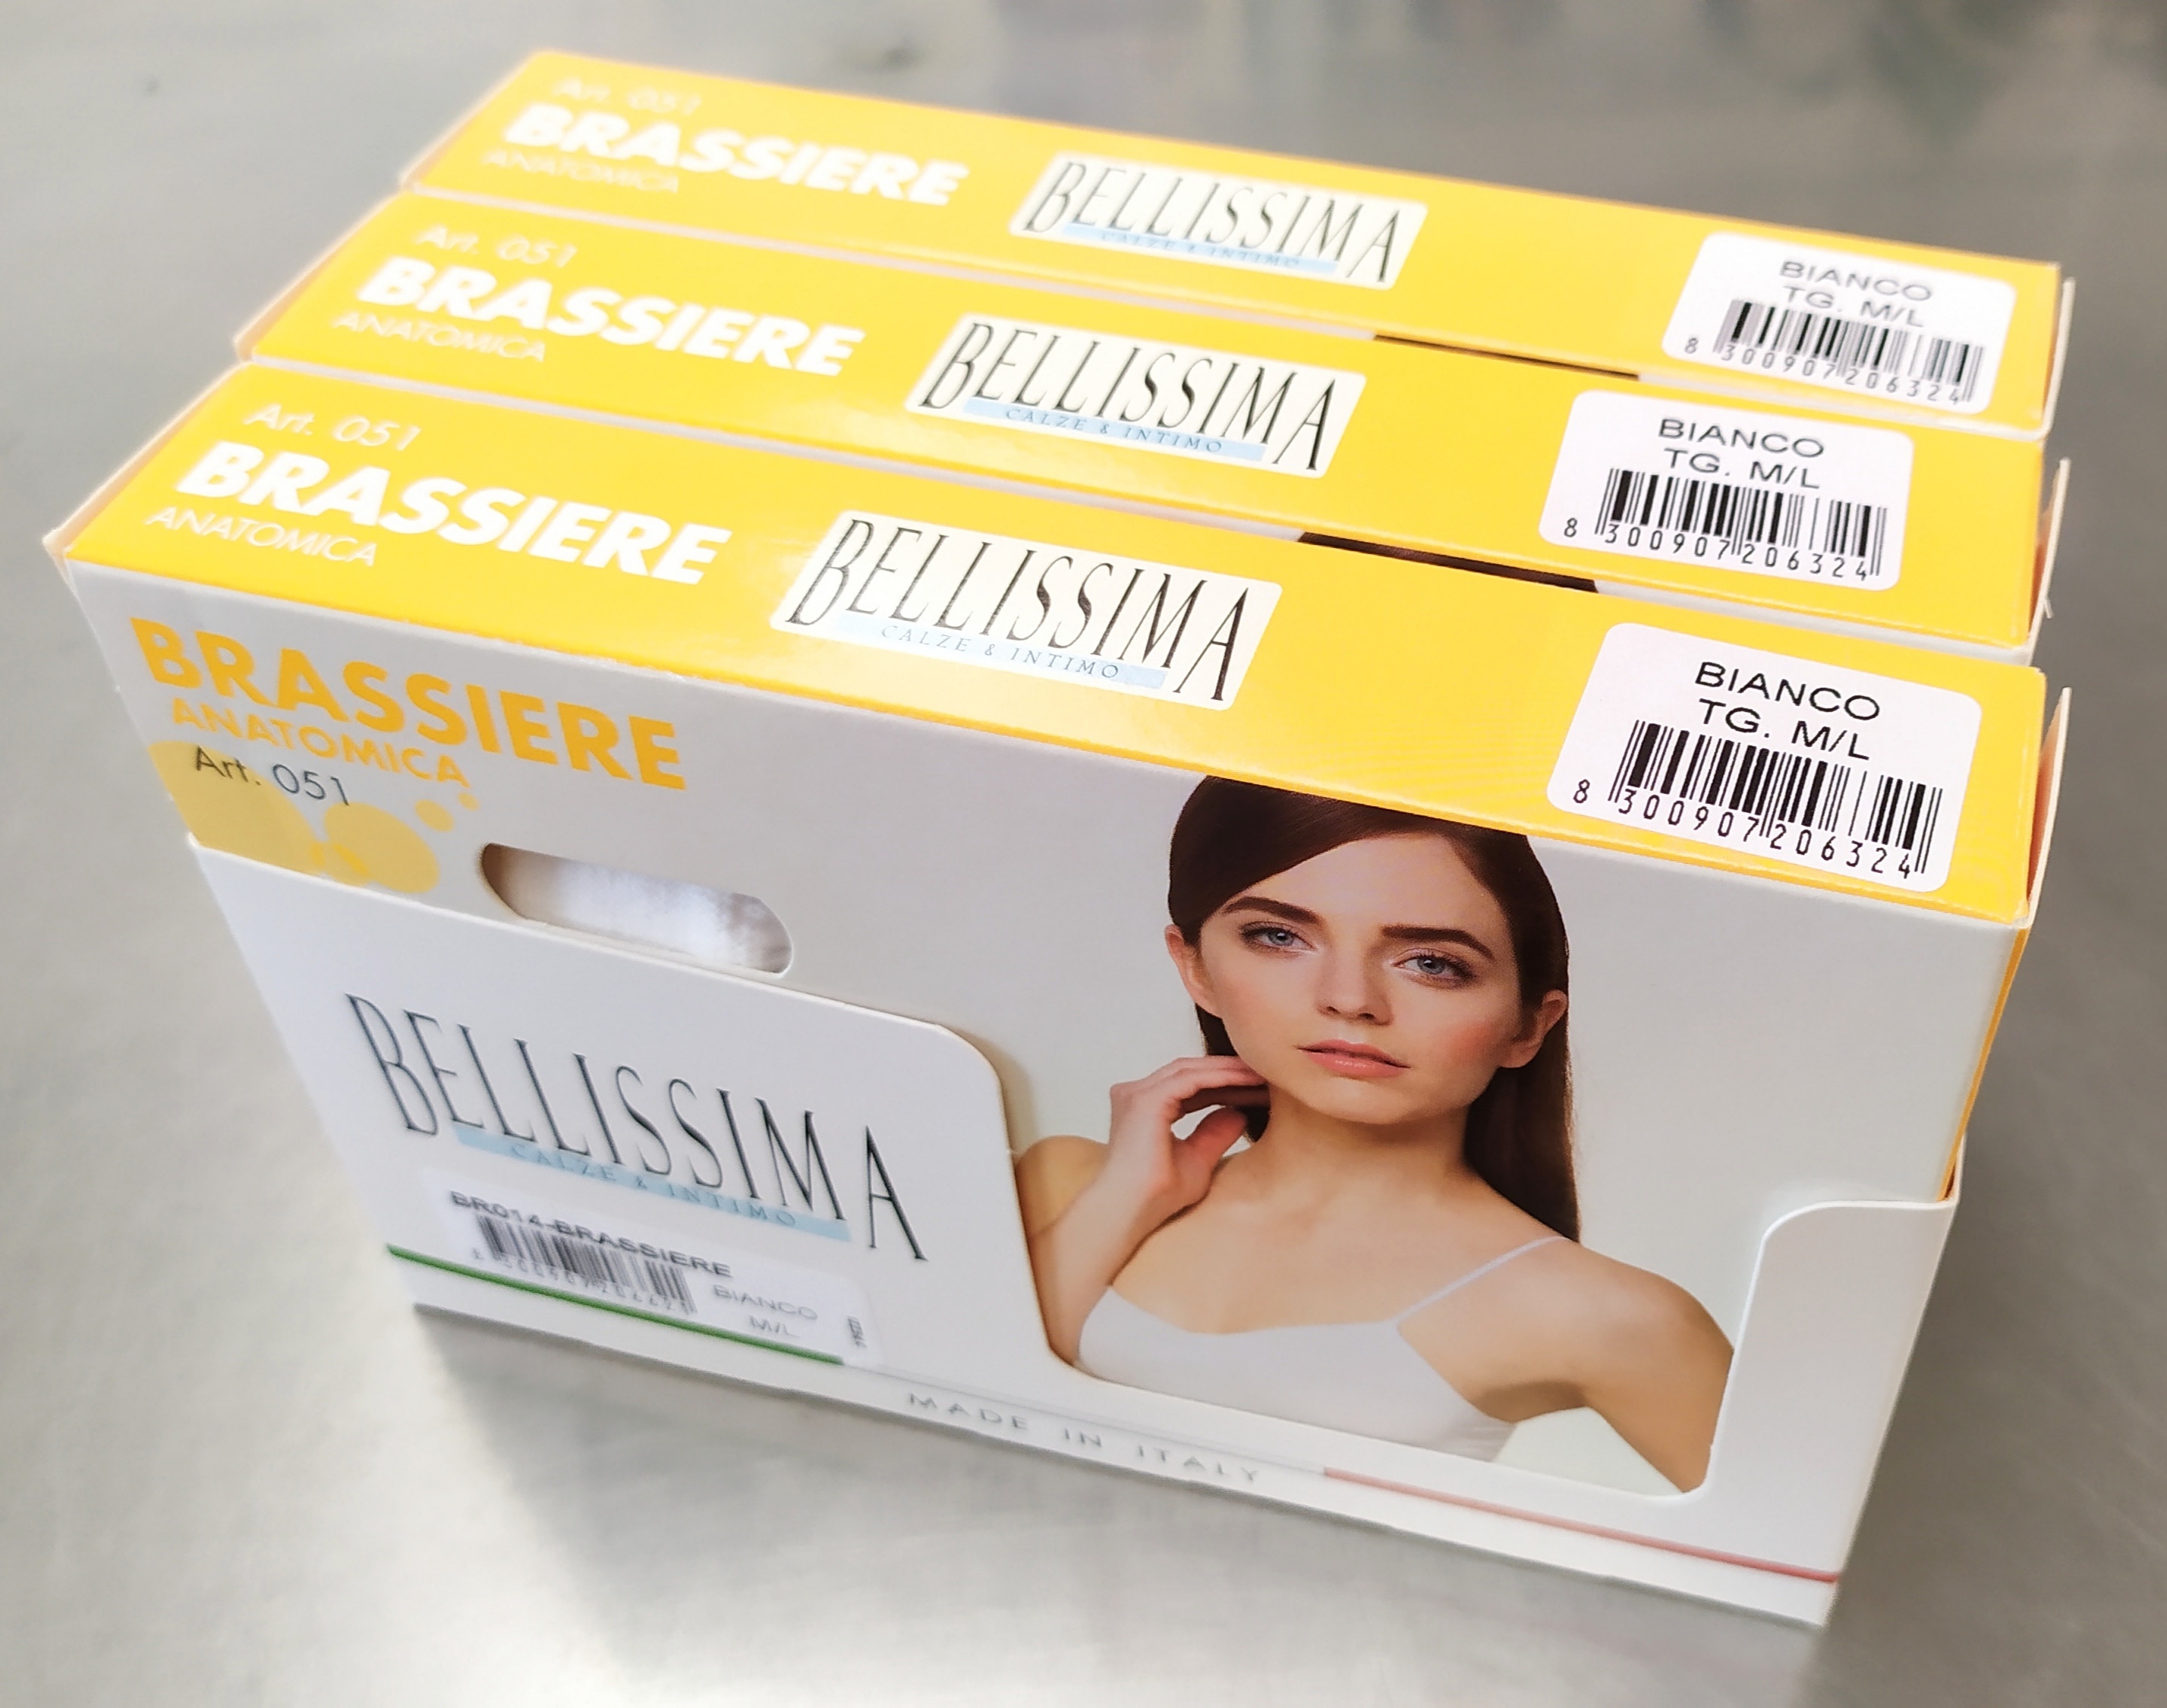 Art. 051
BRASSIERE
ANATOMICA
BELLISSIMA
CALZE & INTIMO
BIANCO
TG. M/L
8 300907 206324
Art. 051
BRASSIERE
ANATOMICA
BELLISSIMA
CALZE & INTIMO
BIANCO
TG. M/L
8 300907 206324
Art. 051
BRASSIERE
ANATOMICA
BELLISSIMA
CALZE & INTIMO
BIANCO
TG. M/L
8 300907 206324
BRASSIERE
ANATOMICA
Art. 051
BELLISSIMA
CALZE & INTIMO
BR014-BRASSIERE
BIANCO
M/L
MADE IN ITALY